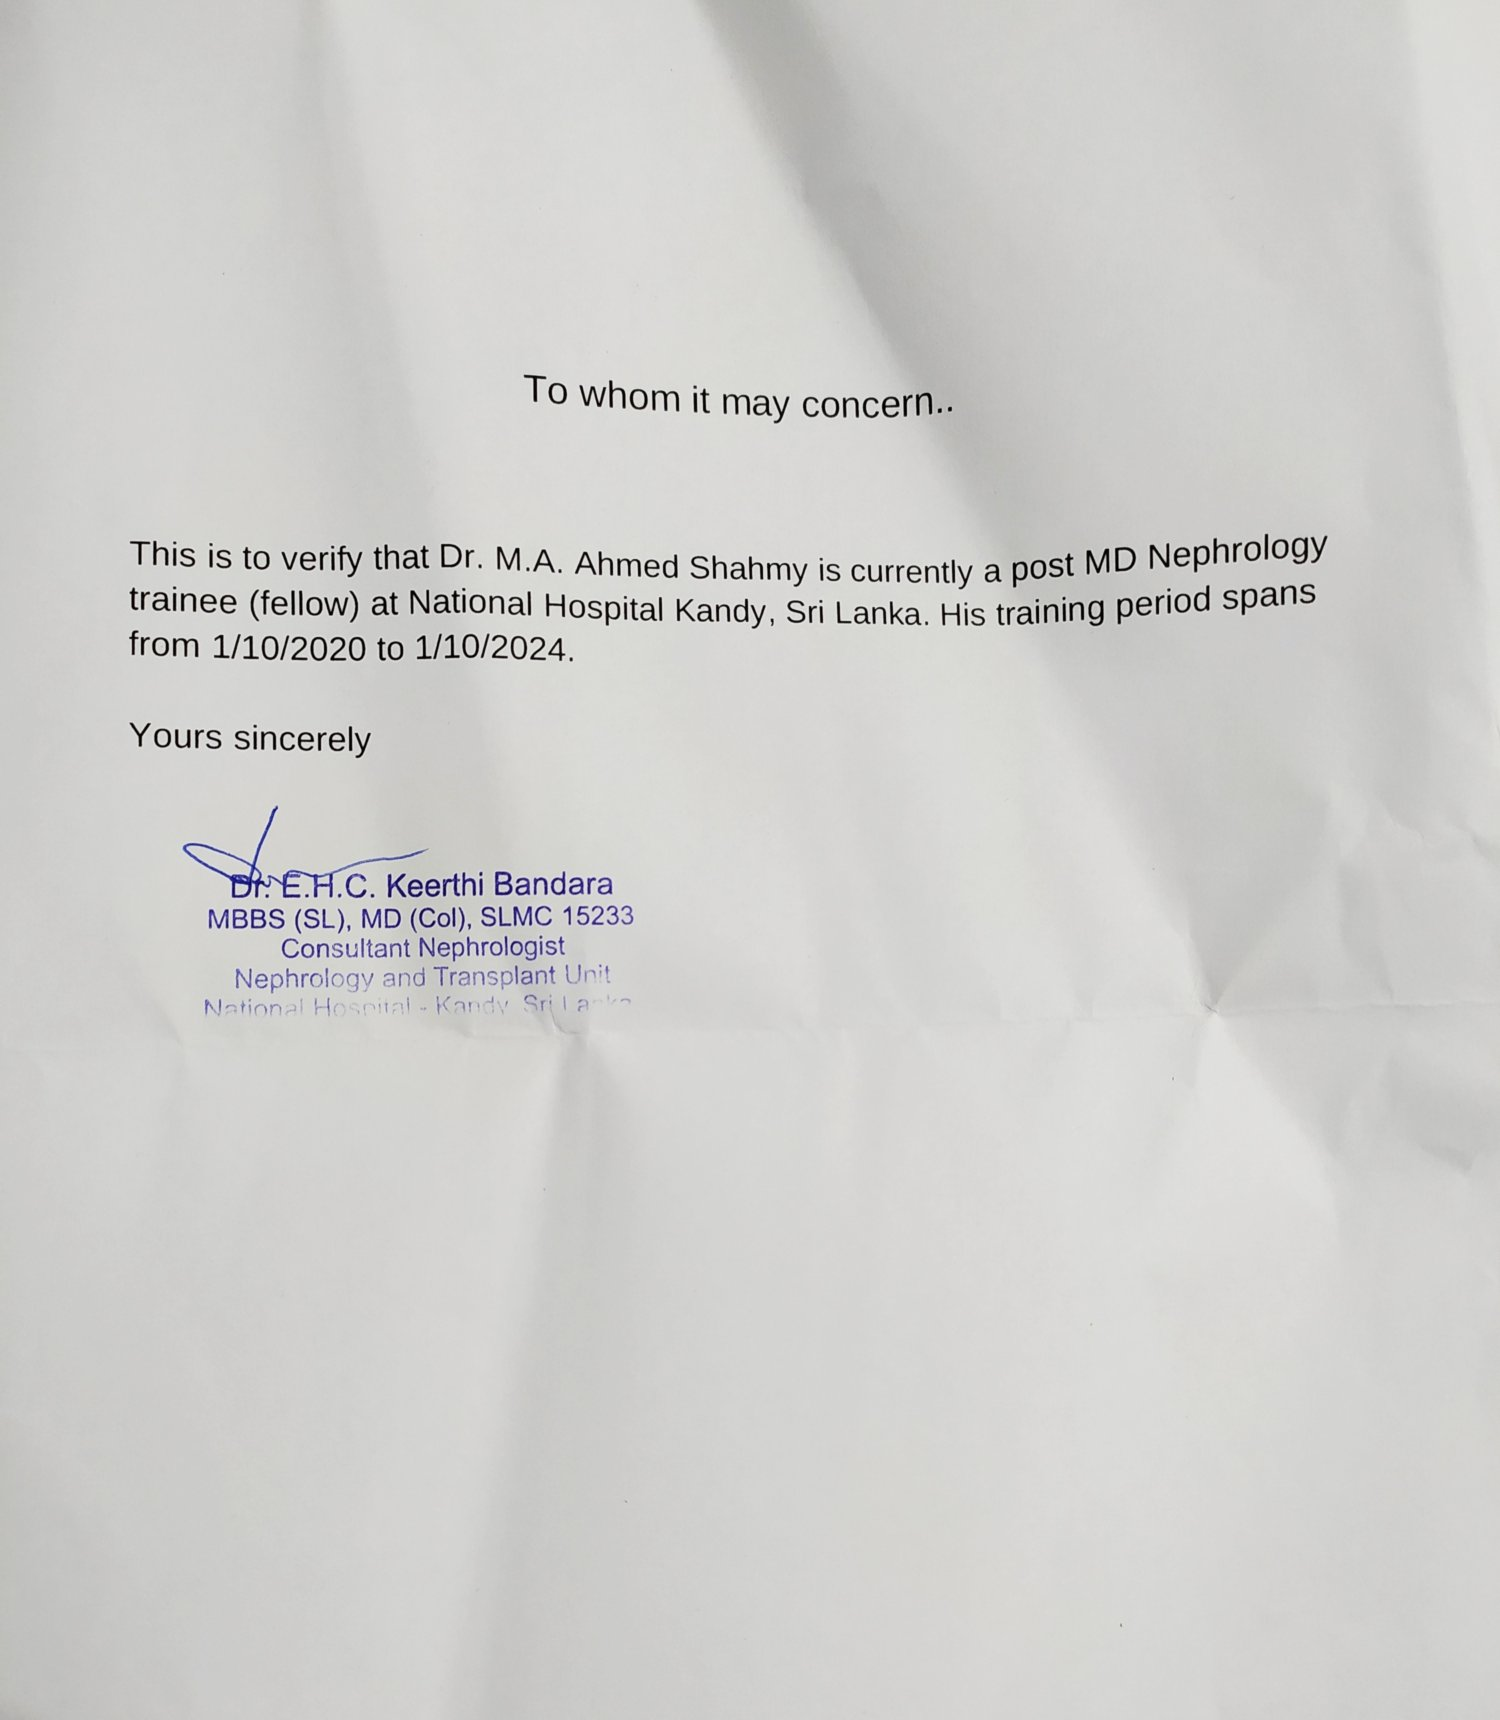 To whom it may concern..
This is to verify that Dr. M.A. Ahmed Shahmy is currently a post MD Nephrology
trainee (fellow) at National Hospital Kandy, Sri Lanka. His training period spans
from 1/10/2020 to 1/10/2024.
Yours sincerely
Dr. E.H.C. Keerthi Bandara
MBBS (SL), MD (Col), SLMC 15233
Consultant Nephrologist
Nephrology and Transplant Unit
National Hospital - Kandy Sri Lanka